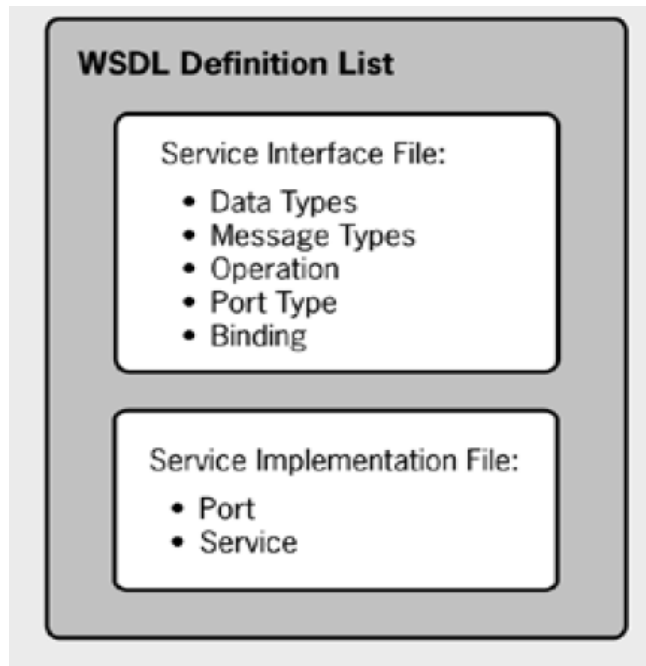 WSDL Definition List
Service Interface File:
• Data Types
• Message Types
• Operation
• Port Type
• Binding
Service Implementation File:
• Port
• Service